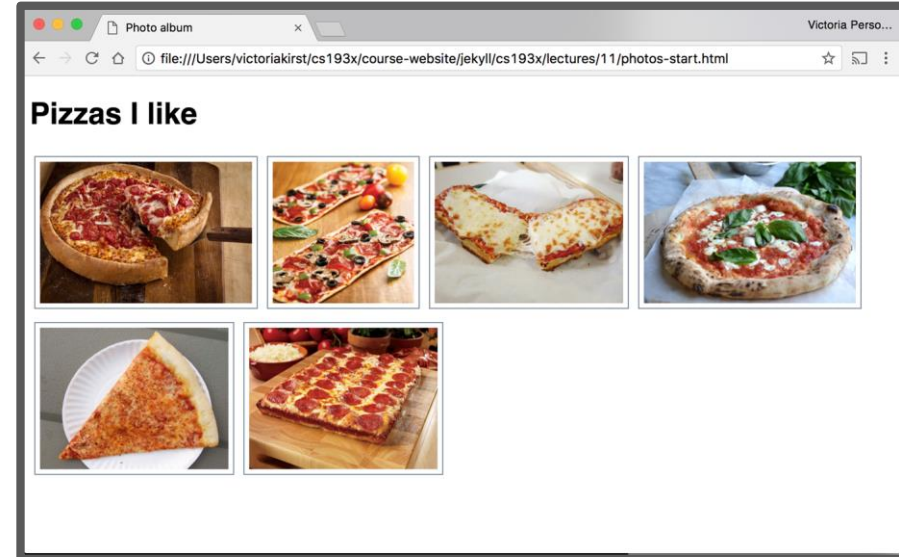 Photo album
Victoria Perso...
file:///Users/victoriakirst/cs193x/course-website/jekyll/cs193x/lectures/11/photos-start.html
Pizzas I like